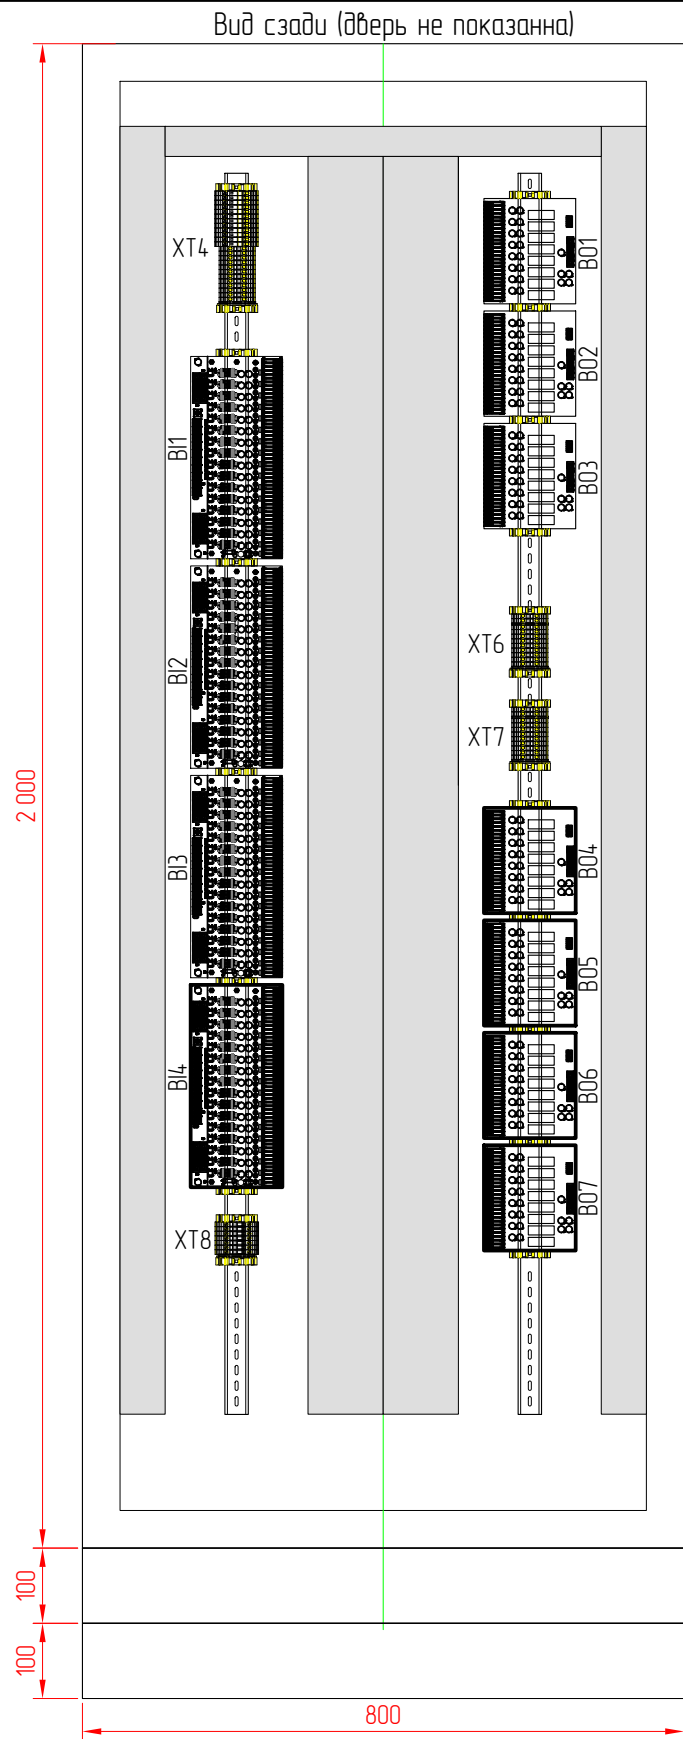 Вид сзади (дверь не показанна)
XT4
BO1
BO2
BI1
BO3
XT6
BI2
XT7
2 000
BI3
BO4
BO5
BI4
BO6
BO7
XT8
100
100
800